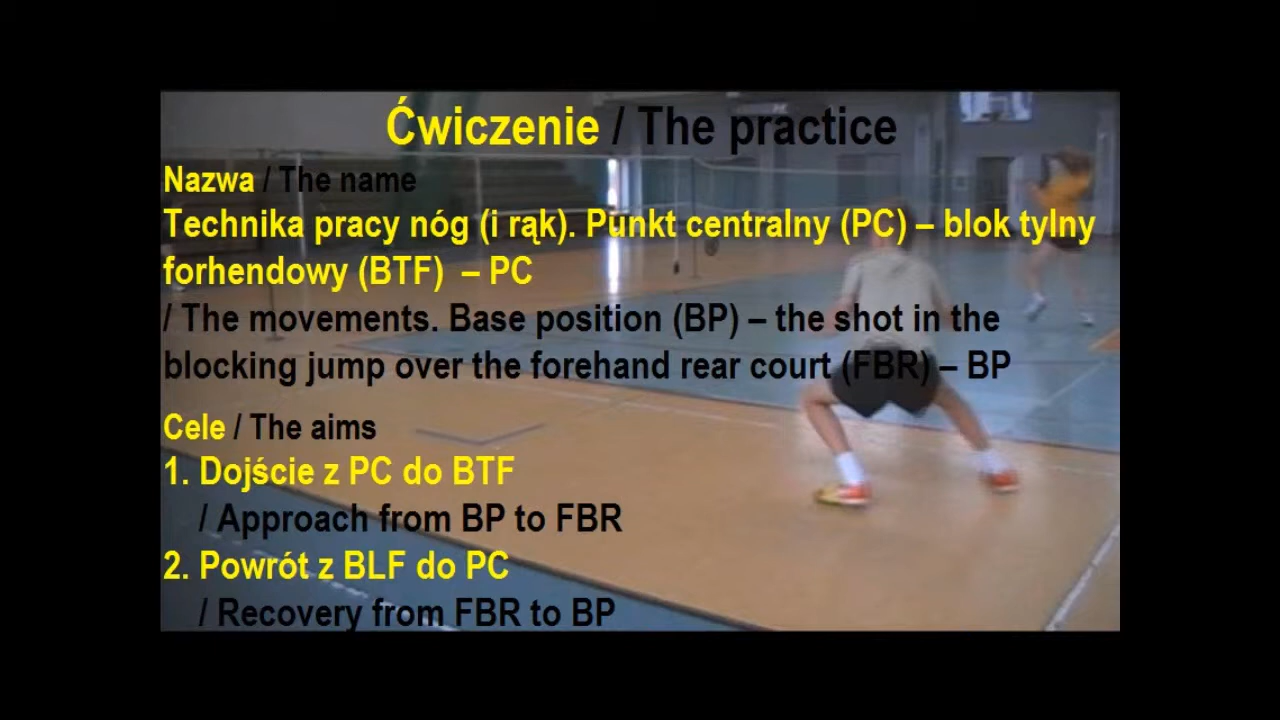 Ćwiczenie / The practice
Nazwa / The name
Technika pracy nóg (i rąk). Punkt centralny (PC) – blok tylny
forhendowy (BTF) – PC
/ The movements. Base position (BP) – the shot in the
blocking jump over the forehand rear court (FBR) – BP
Cele / The aims
1. Dojście z PC do BTF
/ Approach from BP to FBR
2. Powrót z BLF do PC
/ Recovery from FBR to BP